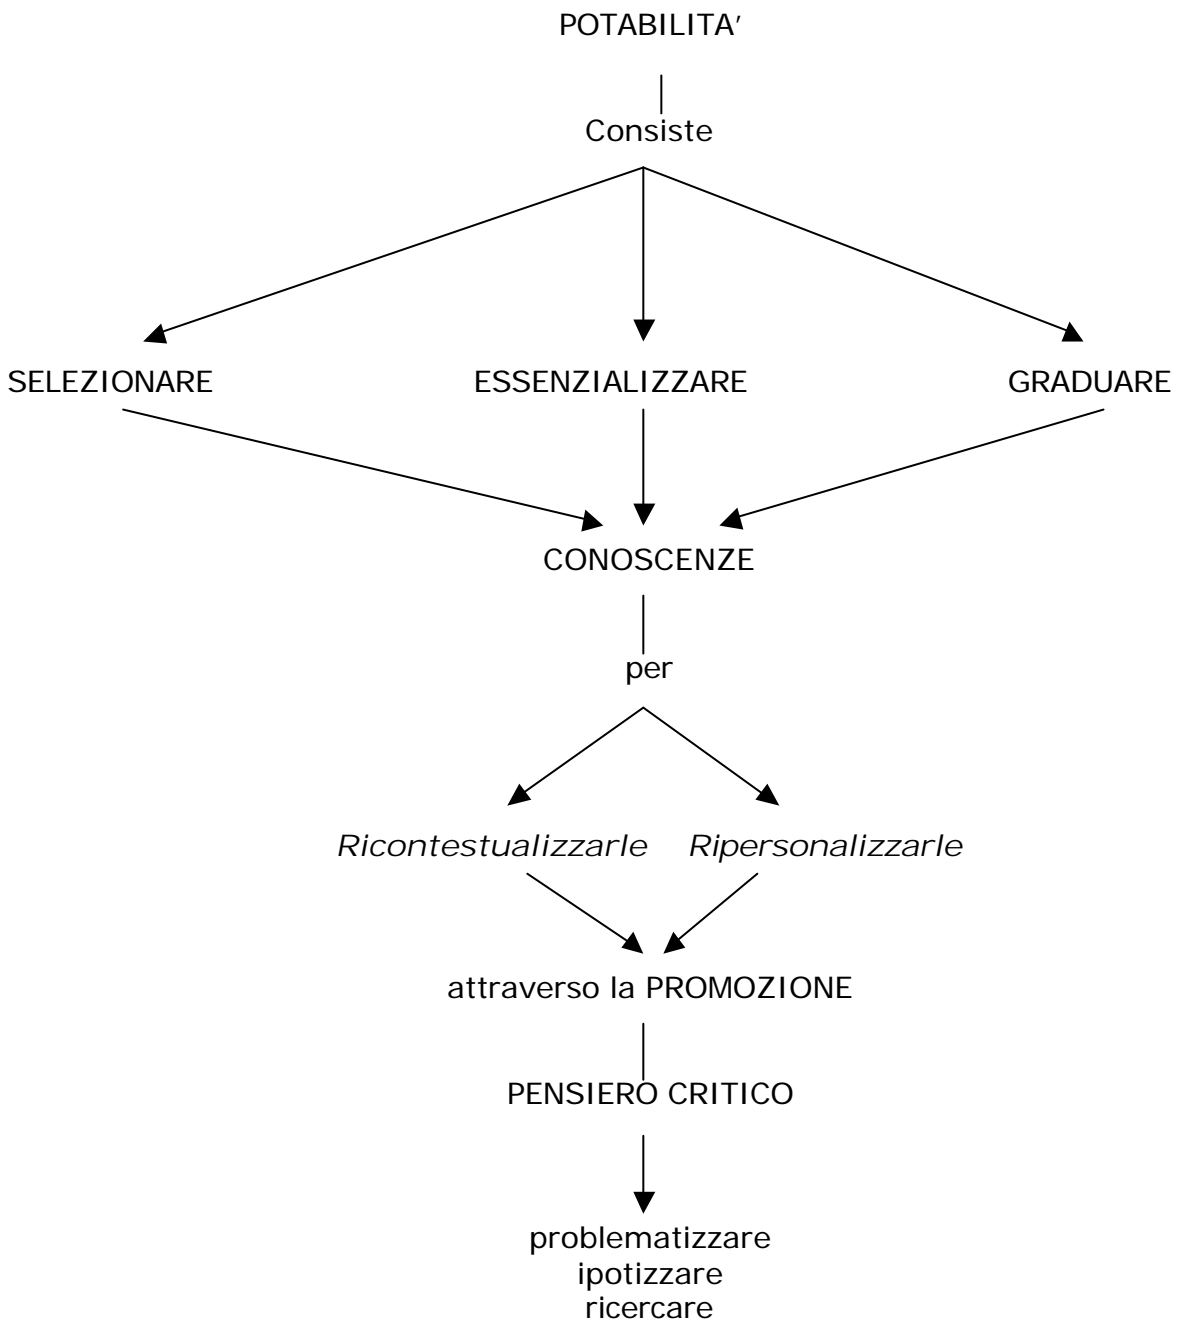 POTABILITA'
Consiste
SELEZIONARE ESSENZIALIZZARE GRADUARE
CONOSCENZE
per
Ricontestualizzarle Ripersonalizzarle
attraverso la PROMOZIONE
PENSIERO CRITICO
problematizzare
ipotizzare
ricercare